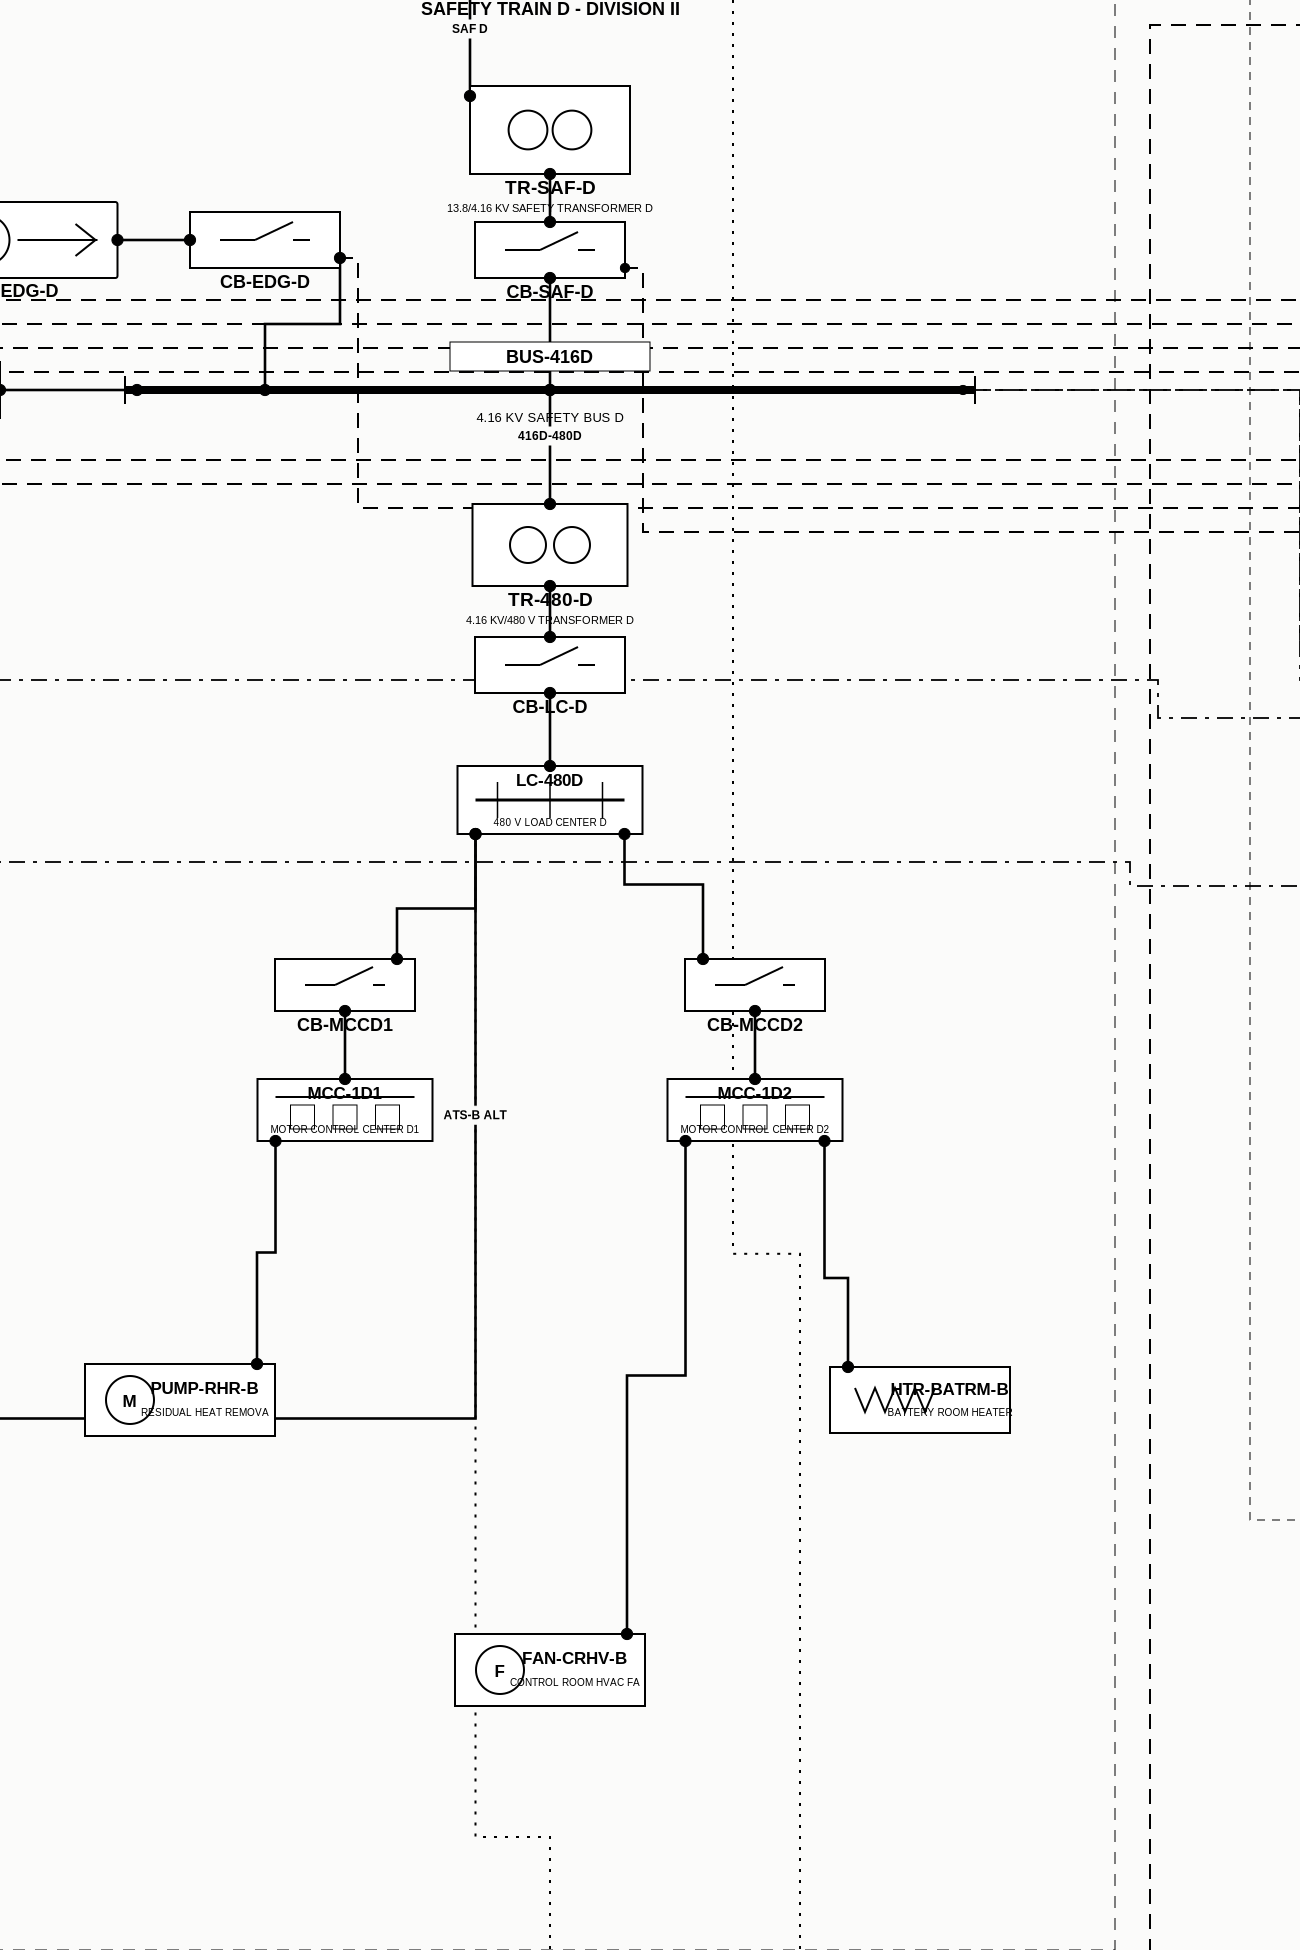 SAFETY TRAIN D - DIVISION II
SAF D
TR-SAF-D
13.8/4.16 KV SAFETY TRANSFORMER D
EDG-D
CB-EDG-D
CB-SAF-D
BUS-416D
4.16 KV SAFETY BUS D
416D-480D
TR-480-D
4.16 KV/480 V TRANSFORMER D
CB-LC-D
LC-480D
480 V LOAD CENTER D
CB-MCCD1
CB-MCCD2
MCC-1D1
MOTOR CONTROL CENTER D1
ATS-B ALT
MCC-1D2
MOTOR CONTROL CENTER D2
M
PUMP-RHR-B
RESIDUAL HEAT REMOVA
HTR-BATRM-B
BATTERY ROOM HEATER
F
FAN-CRHV-B
CONTROL ROOM HVAC FA